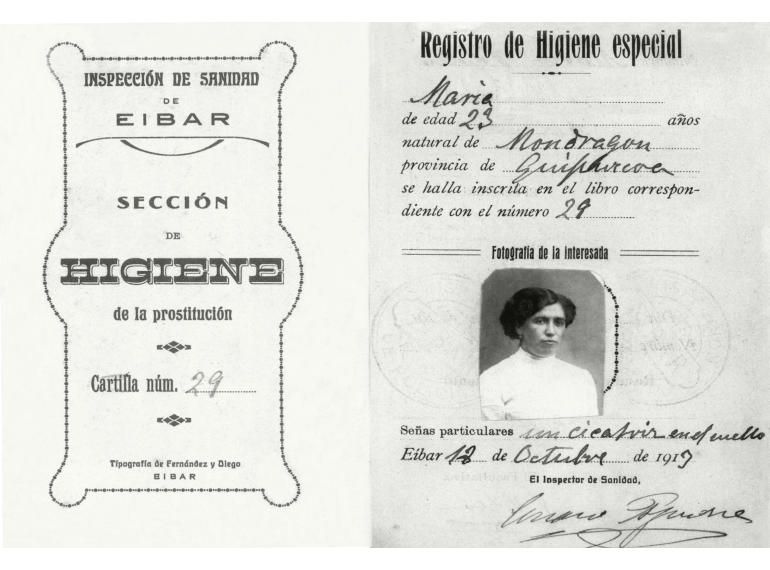 INSPECCIÓN DE SANIDAD
DE
EIBAR
SECCIÓN
DE
HIGIENE
de la prostitución
Cartilla núm. 29
Tipografía de Fernández y Diego
EIBAR
Registro de Higiene especial
Maria
de edad 23 años
natural de Mondragon
provincia de Guipuzcoa
se halla inscrita en el libro correspon-
diente con el número 29
Fotografía de la interesada
Señas particulares un cicatriz en el cuello
Eibar 18 de Octubre de 1917
El Inspector de Sanidad,